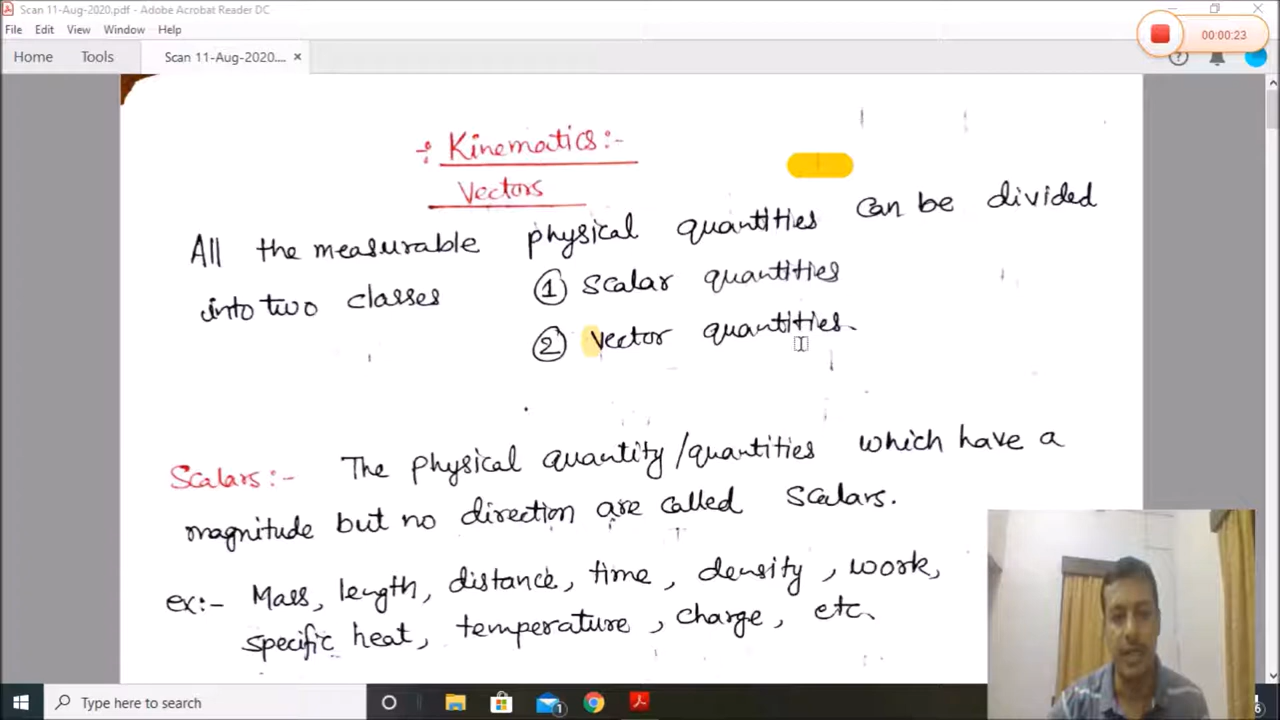 Scan 11-Aug-2020.pdf - Adobe Acrobat Reader DC
File Edit View Window Help
00:00:23
Home Tools Scan 11-Aug-2020.... ×
Kinematics:-
Vectors
All the measurable physical quantities can be divided
into two classes ① Scalar quantities
② Vector quantities.
Scalars:- The physical quantity/quantities which have a
magnitude but no direction are called Scalars.
ex:- Mass, length, distance, time, density, work,
specific heat, temperature, charge, etc.
Type here to search
1